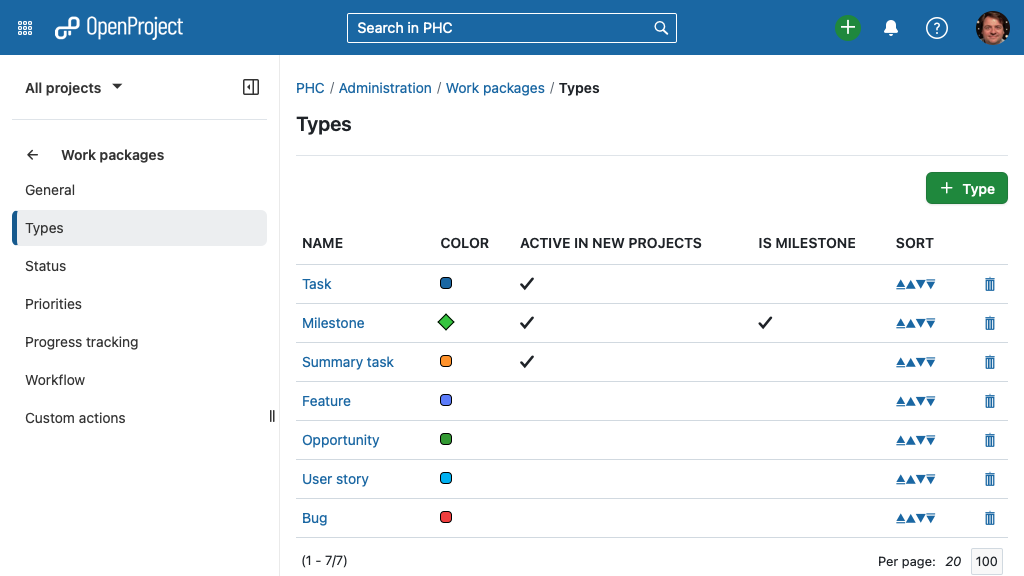 OpenProject
Search in PHC
All projects
PHC / Administration / Work packages / Types
Types
Work packages
General
Types
Status
Priorities
Progress tracking
Workflow
Custom actions
+ Type
NAME COLOR ACTIVE IN NEW PROJECTS IS MILESTONE SORT
Task
Milestone
Summary task
Feature
Opportunity
User story
Bug
(1 - 7/7) Per page: 20 100